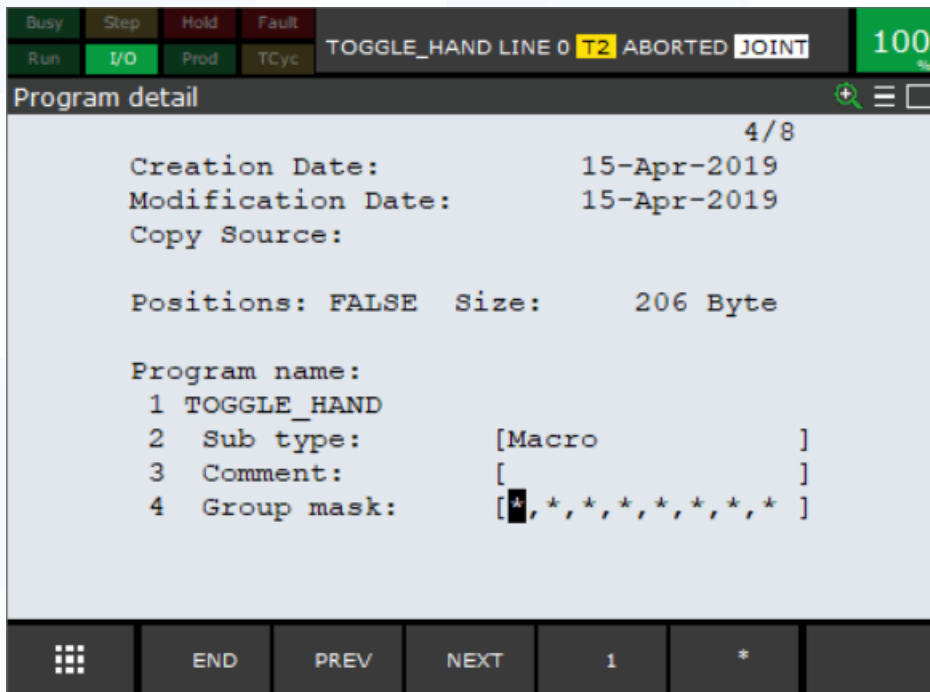 Busy Step Hold Fault
Run I/O Prod TCyc
TOGGLE_HAND LINE 0 T2 ABORTED JOINT
100
%
Program detail
4/8
Creation Date: 15-Apr-2019
Modification Date: 15-Apr-2019
Copy Source:
Positions: FALSE Size: 206 Byte
Program name:
1 TOGGLE_HAND
2 Sub type: [Macro ]
3 Comment: [ ]
4 Group mask: [*,*,*,*,*,*,*,* ]
END PREV NEXT 1 *